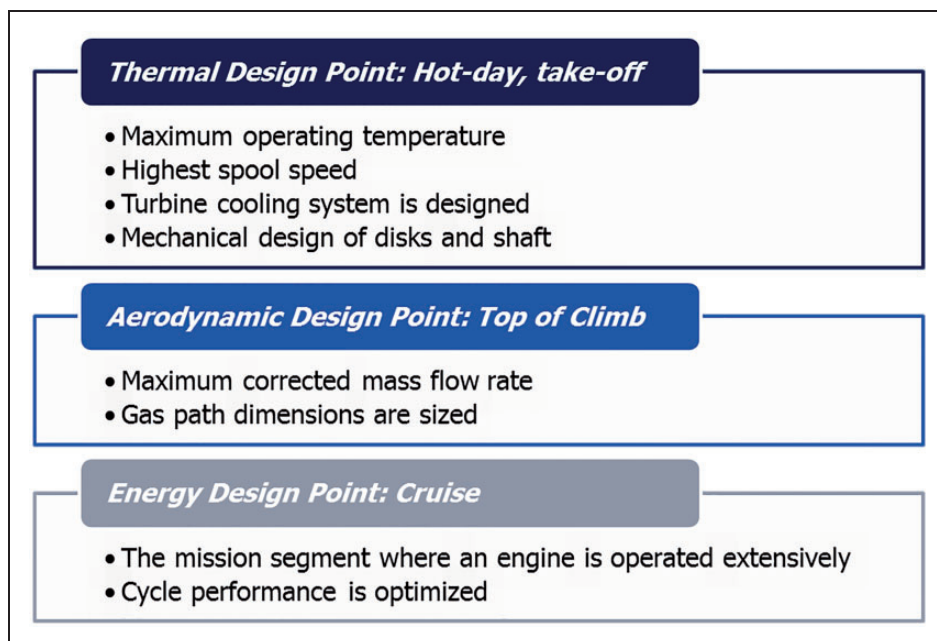 Thermal Design Point: Hot-day, take-off
• Maximum operating temperature
• Highest spool speed
• Turbine cooling system is designed
• Mechanical design of disks and shaft
Aerodynamic Design Point: Top of Climb
• Maximum corrected mass flow rate
• Gas path dimensions are sized
Energy Design Point: Cruise
• The mission segment where an engine is operated extensively
• Cycle performance is optimized